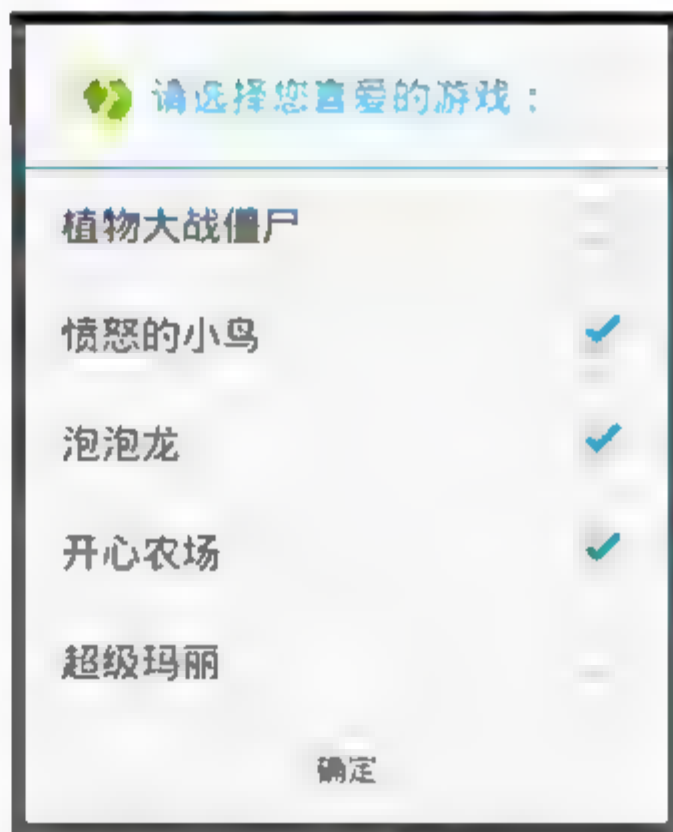 请选择您喜爱的游戏：
植物大战僵尸
愤怒的小鸟
泡泡龙
开心农场
超级玛丽
确定